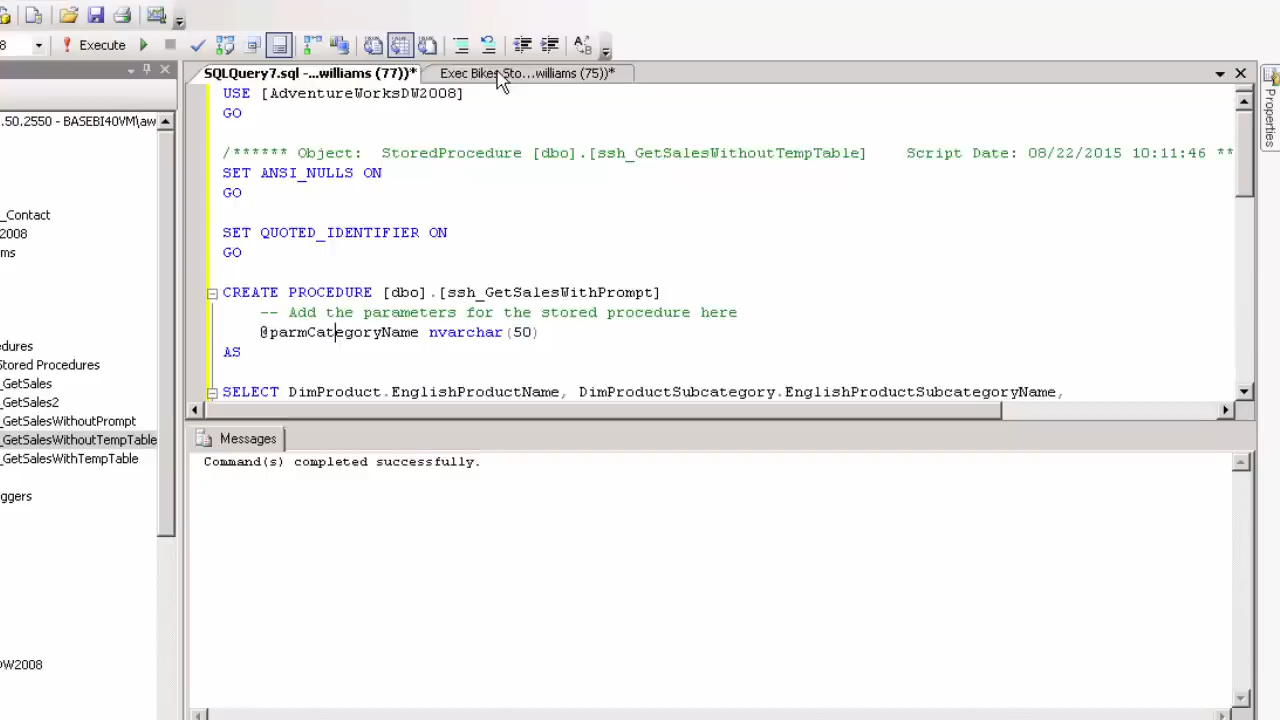 8
Execute
SQLQuery7.sql -...williams (77))*
Exec Bikes Sto...williams (75))*
Properties
.50.2550 - BASEBI40VM\aw
_Contact
2008
ms
edures
Stored Procedures
_GetSales
_GetSales2
_GetSalesWithoutPrompt
_GetSalesWithoutTempTable
_GetSalesWithTempTable
ggers
DW2008
USE [AdventureWorksDW2008]
GO
/****** Object:  StoredProcedure [dbo].[ssh_GetSalesWithoutTempTable]    Script Date: 08/22/2015 10:11:46 **
SET ANSI_NULLS ON
GO
SET QUOTED_IDENTIFIER ON
GO
CREATE PROCEDURE [dbo].[ssh_GetSalesWithPrompt]
-- Add the parameters for the stored procedure here
@parmCategoryName nvarchar(50)
AS
SELECT DimProduct.EnglishProductName, DimProductSubcategory.EnglishProductSubcategoryName,
Messages
Command(s) completed successfully.